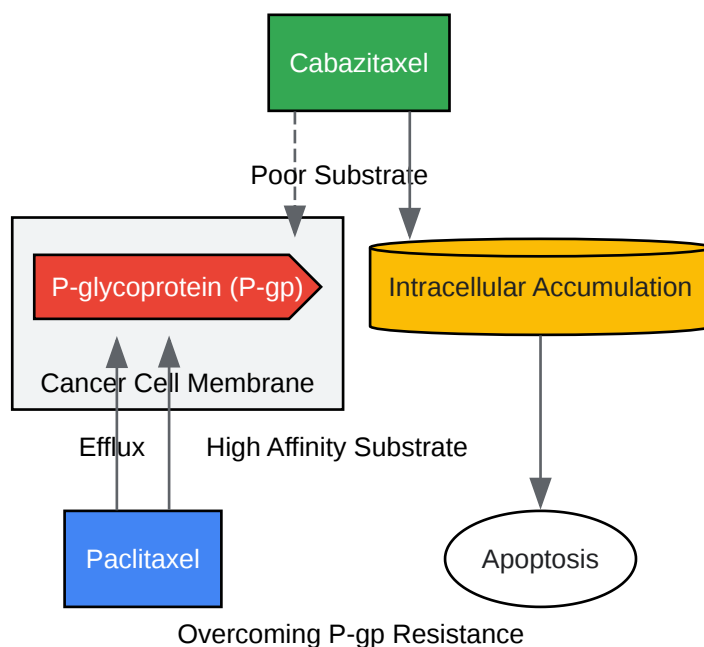 Cabazitaxel
Poor Substrate
P-glycoprotein (P-gp)
Intracellular Accumulation
Cancer Cell Membrane
Efflux
High Affinity Substrate
Paclitaxel
Apoptosis
Overcoming P-gp Resistance